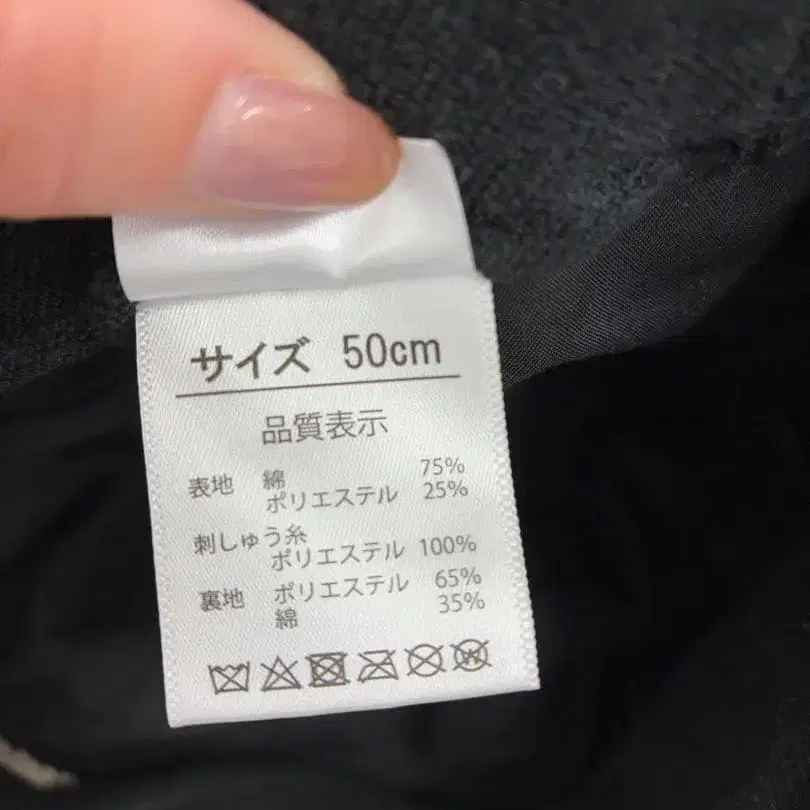 サイズ 50cm
品質表示
表地 綿 75%
ポリエステル 25%
刺しゅう糸
ポリエステル 100%
裏地 ポリエステル 65%
綿 35%